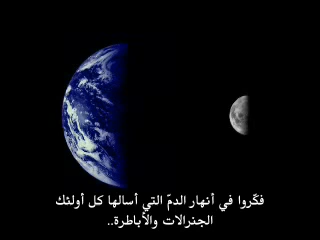 فكّروا في أنهار الدمّ التي أسالها كل أولئك
الجنرالات والأباطرة..